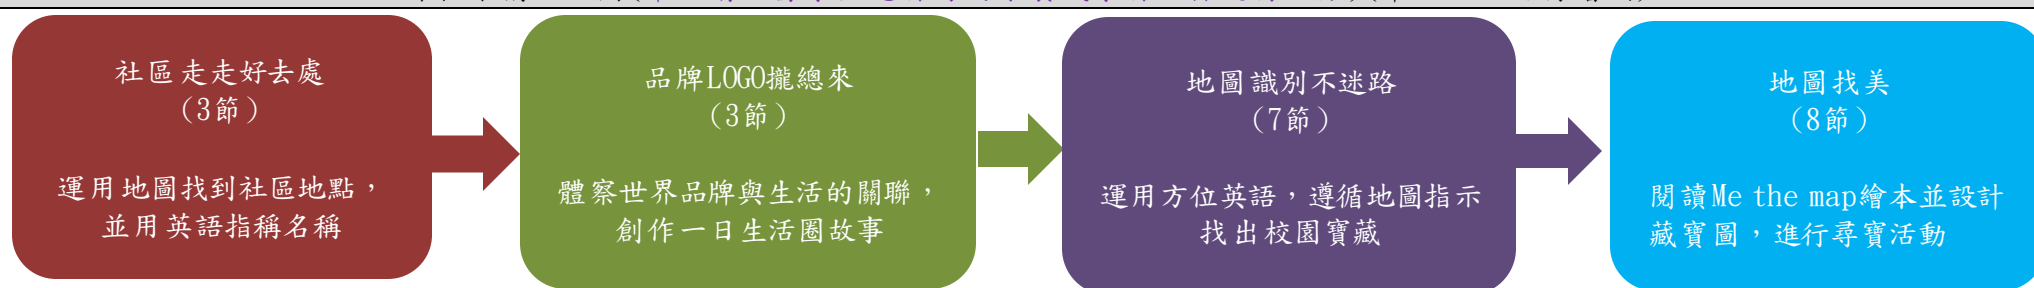 社區走走好去處
(3節)
運用地圖找到社區地點，
並用英語指稱名稱
品牌LOGO攏總來
(3節)
體察世界品牌與生活的關聯，
創作一日生活圈故事
地圖識別不迷路
(7節)
運用方位英語，遵循地圖指示
找出校園寶藏
地圖找美
(8節)
閱讀Me the map繪本並設計
藏寶圖，進行尋寶活動